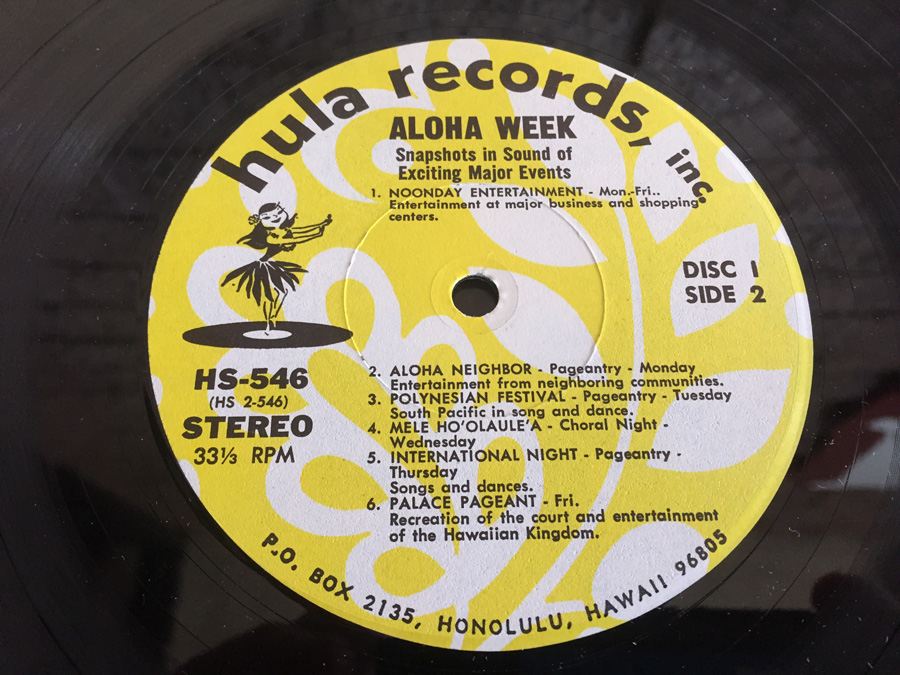 hula records, inc.
ALOHA WEEK
Snapshots in Sound of
Exciting Major Events
1. NOONDAY ENTERTAINMENT - Mon.-Fri..
Entertainment at major business and shopping
centers.
DISC 1
SIDE 2
HS-546
(HS 2-546)
STEREO
33⅓ RPM
2. ALOHA NEIGHBOR - Pageantry - Monday
Entertainment from neighboring communities.
3. POLYNESIAN FESTIVAL - Pageantry - Tuesday
South Pacific in song and dance.
4. MELE HO'OLAULE'A - Choral Night -
Wednesday
5. INTERNATIONAL NIGHT - Pageantry -
Thursday
Songs and dances.
6. PALACE PAGEANT - Fri.
Recreation of the court and entertainment
of the Hawaiian Kingdom.
P.O. BOX 2135, HONOLULU, HAWAII 96805